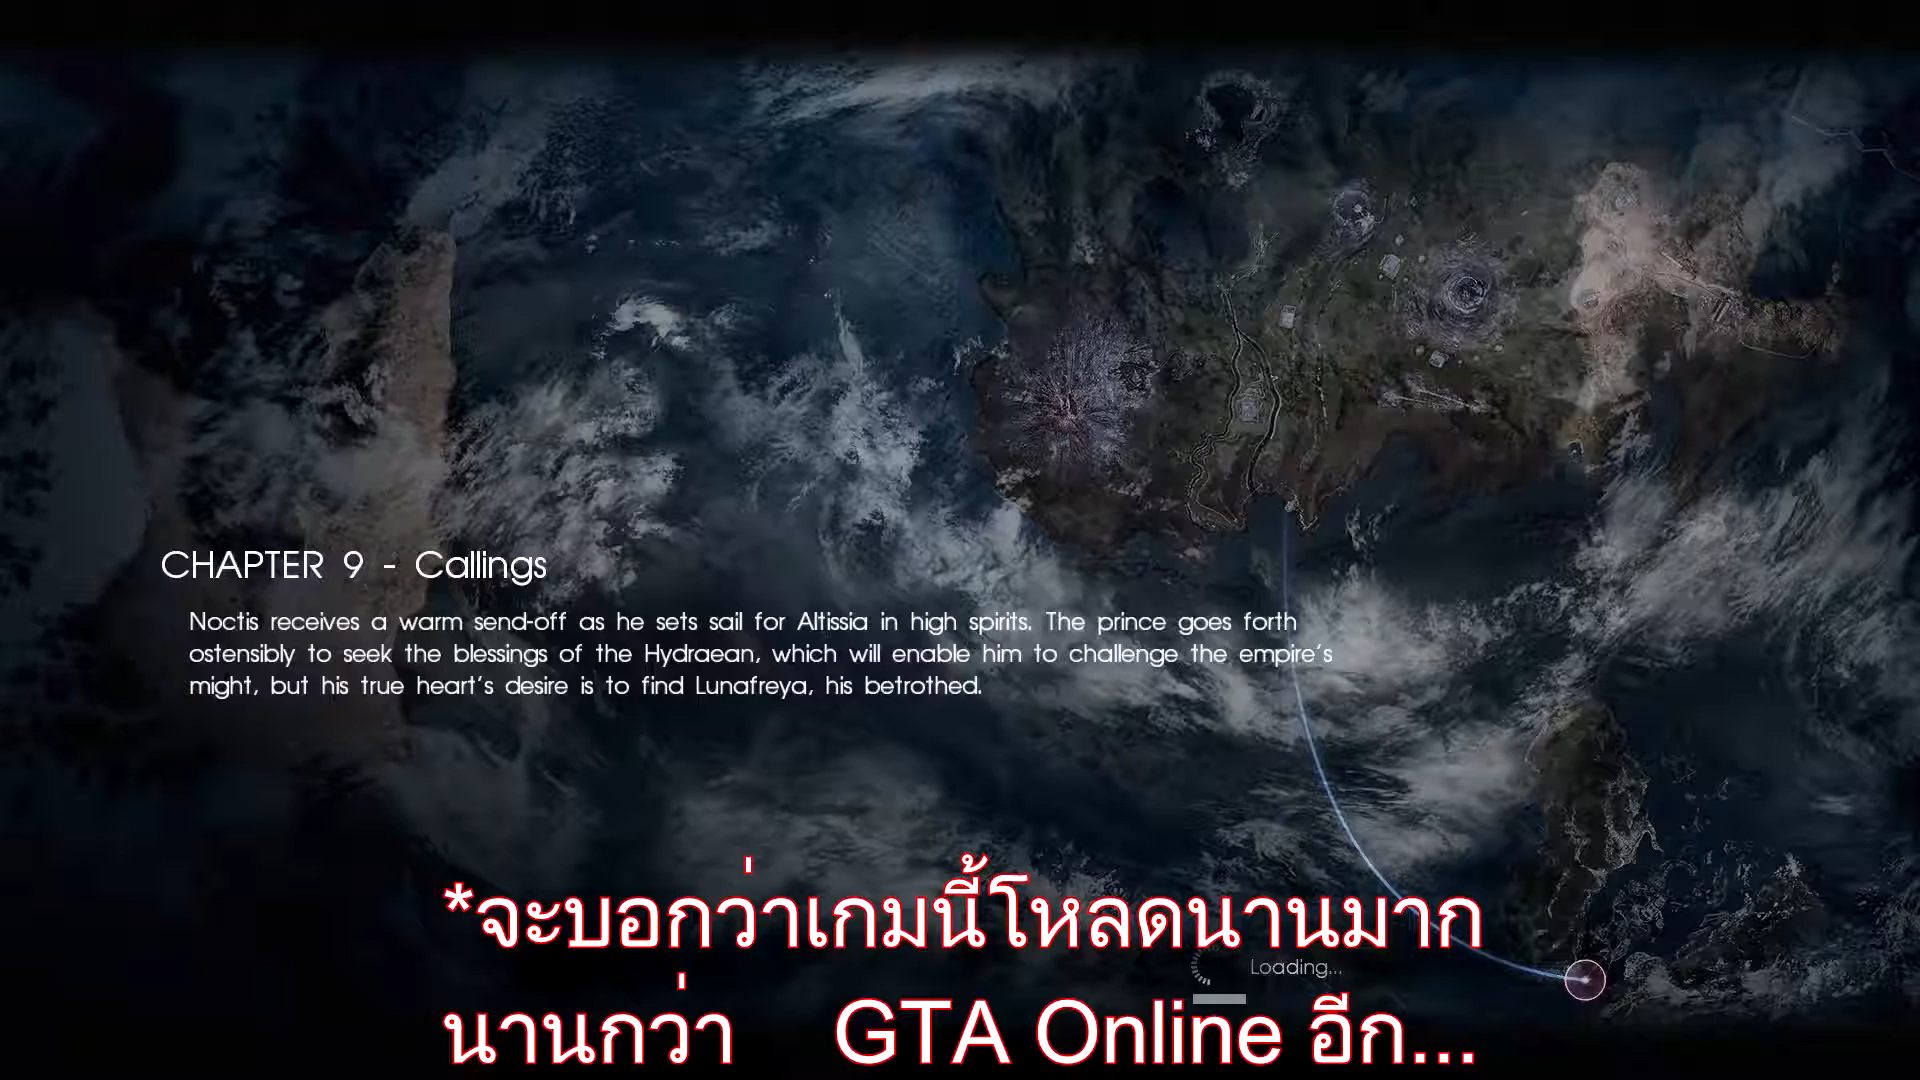 CHAPTER 9 - Callings
Noctis receives a warm send-off as he sets sail for Altissia in high spirits. The prince goes forth
ostensibly to seek the blessings of the Hydraean, which will enable him to challenge the empire's
might, but his true heart's desire is to find Lunafreya, his betrothed.
*จะบอกว่าเกมนี้โหลดนานมาก
Loading...
นานกว่า GTA Online อีก...